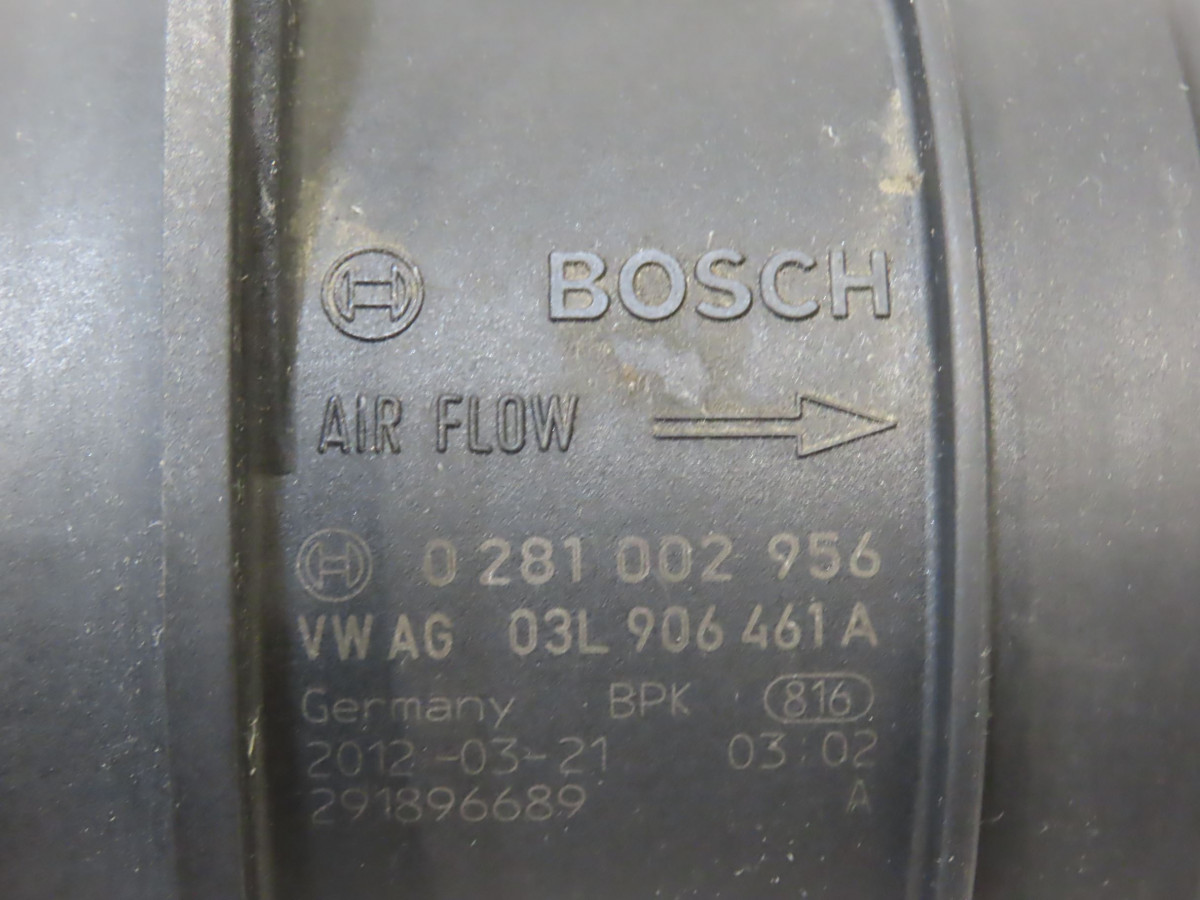 BOSCH
AIR FLOW
0 281 002 956
VW AG 03L 906 461 A
Germany BPK 816
2012-03-21 03:02
291896689 A